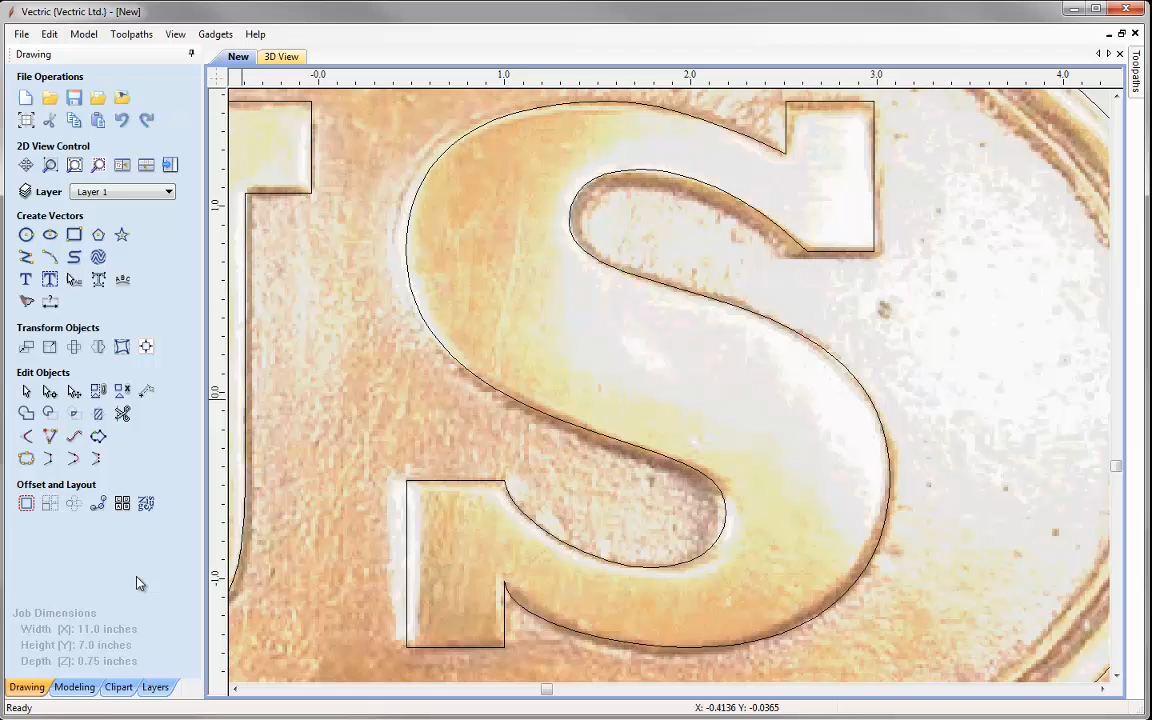 Vectric {Vectric Ltd.} - [New]
File Edit Model Toolpaths View Gadgets Help
Drawing
New 3D View
Toolpaths
-0.0 1.0 2.0 3.0 4.0
File Operations
2D View Control
Layer Layer 1
Create Vectors
Transform Objects
Edit Objects
Offset and Layout
S
Job Dimensions
Width [X]: 11.0 inches
Height [Y]: 7.0 inches
Depth [Z]: 0.75 inches
Drawing Modeling Clipart Layers
Ready
X: -0.4136 Y: -0.0365